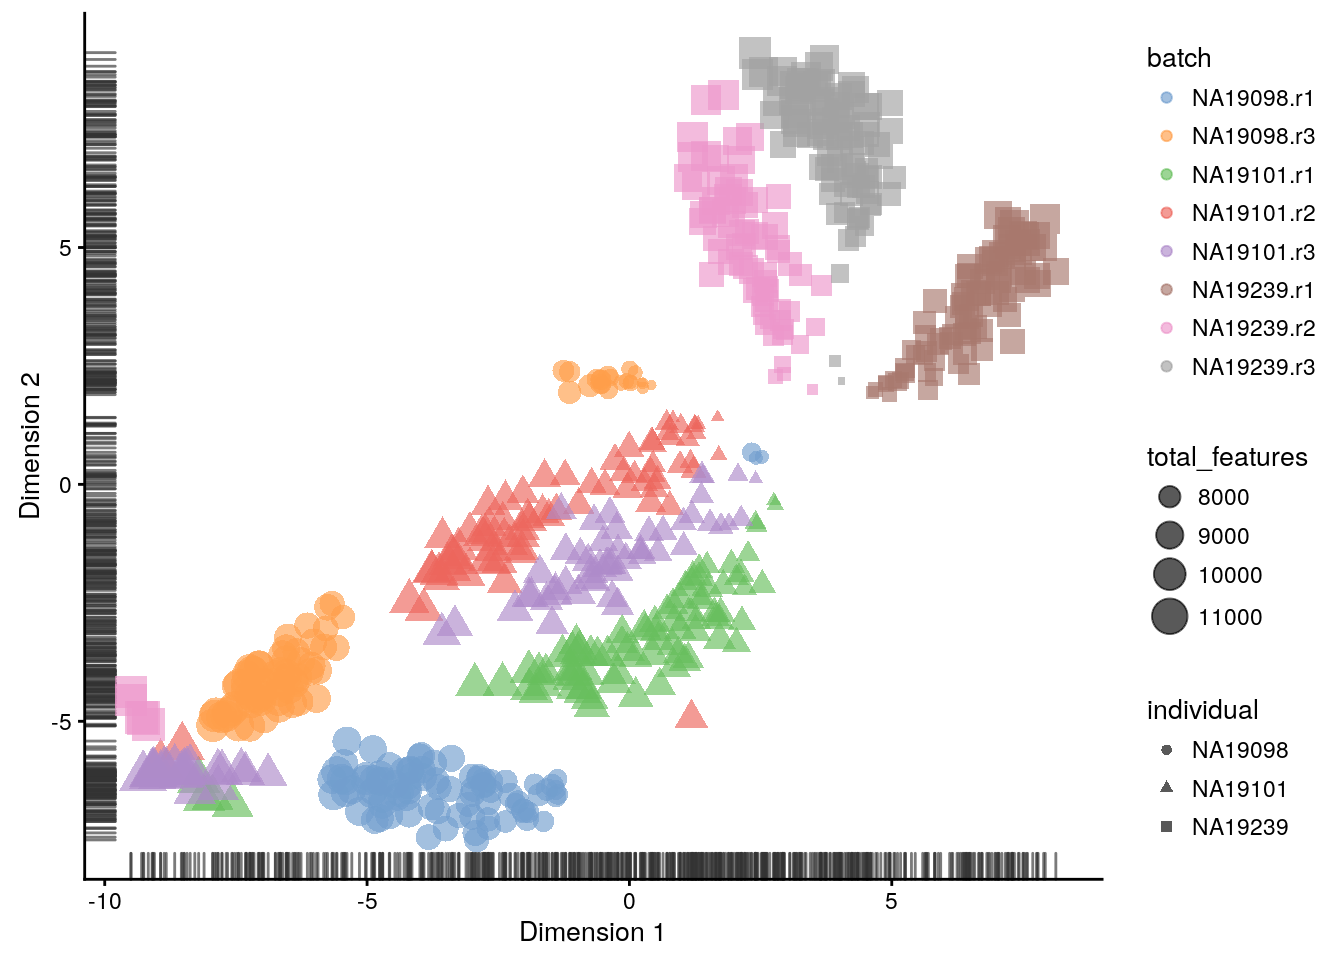 batch
NA19098.r1
NA19098.r3
NA19101.r1
NA19101.r2
NA19101.r3
NA19239.r1
NA19239.r2
NA19239.r3
total_features
8000
9000
10000
11000
individual
NA19098
NA19101
NA19239
Dimension 2
5
0
-5
-10
-5
0
5
Dimension 1